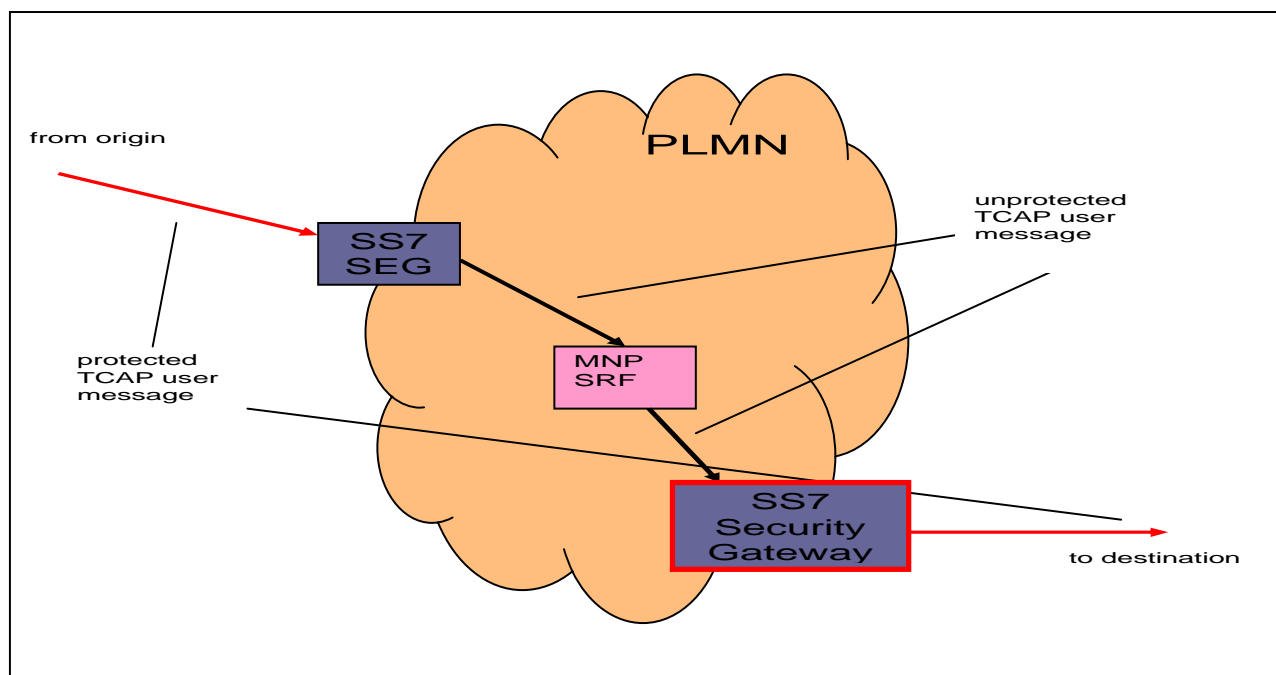 from origin
PLMN
unprotected
TCAP user
message
SS7
SEG
MNP
SRF
protected
TCAP user
message
SS7
Security
Gateway
to destination